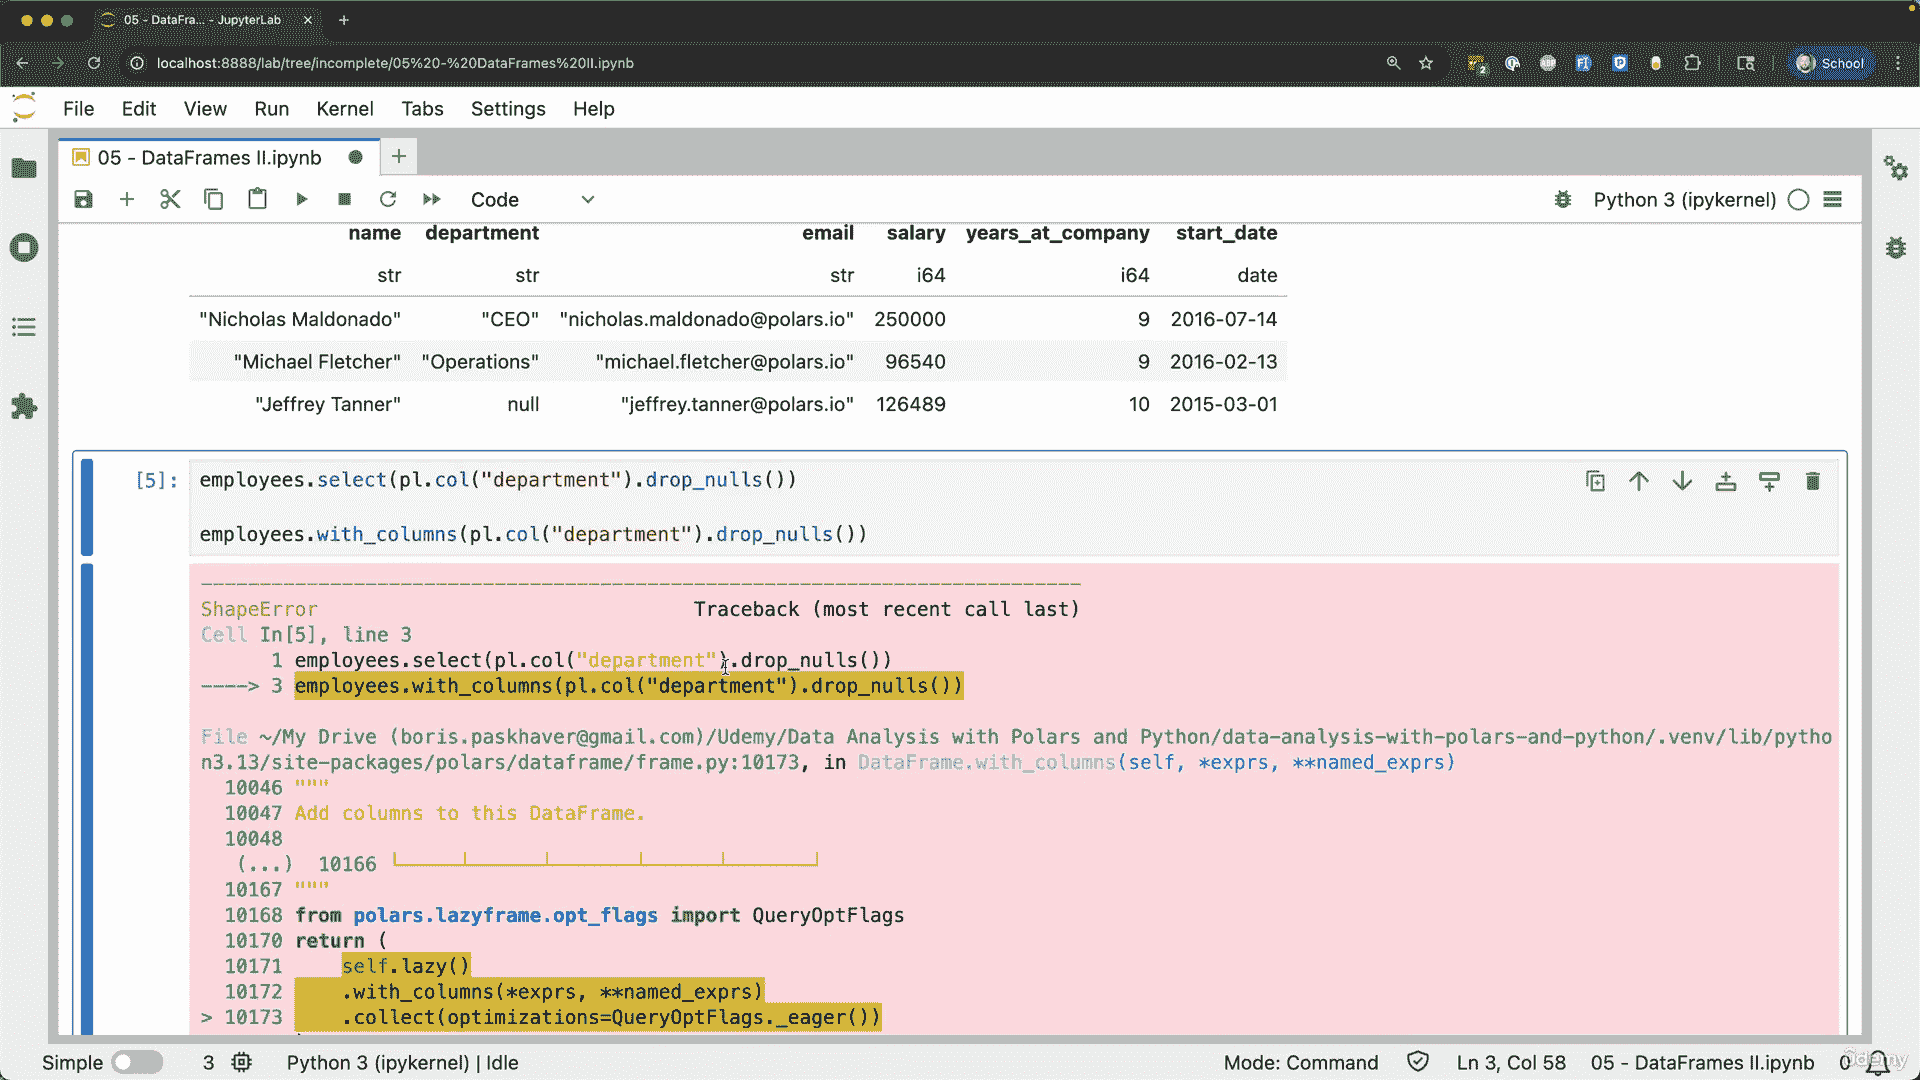 05 - DataFra... - JupyterLab
localhost:8888/lab/tree/incomplete/05%20-%20DataFrames%20II.ipynb
2
School
File Edit View Run Kernel Tabs Settings Help
05 - DataFrames II.ipynb
Code
Python 3 (ipykernel)
name department email salary years_at_company start_date
str str str i64 i64 date
"Nicholas Maldonado" "CEO" "nicholas.maldonado@polars.io" 250000 9 2016-07-14
"Michael Fletcher" "Operations" "michael.fletcher@polars.io" 96540 9 2016-02-13
"Jeffrey Tanner" null "jeffrey.tanner@polars.io" 126489 10 2015-03-01
[5]: employees.select(pl.col("department").drop_nulls())
employees.with_columns(pl.col("department").drop_nulls())
---------------------------------------------------------------------------
ShapeError Traceback (most recent call last)
Cell In[5], line 3
1 employees.select(pl.col("department").drop_nulls())
----> 3 employees.with_columns(pl.col("department").drop_nulls())
File ~/My Drive (boris.paskhaver@gmail.com)/Udemy/Data Analysis with Polars and Python/data-analysis-with-polars-and-python/.venv/lib/pytho
n3.13/site-packages/polars/dataframe/frame.py:10173, in DataFrame.with_columns(self, *exprs, **named_exprs)
10046 """
10047 Add columns to this DataFrame.
10048
(...) 10166 └─────┴──────┴───────┴──────┴───────┘
10167 """
10168 from polars.lazyframe.opt_flags import QueryOptFlags
10170 return (
10171 self.lazy()
10172 .with_columns(*exprs, **named_exprs)
> 10173 .collect(optimizations=QueryOptFlags._eager())
Simple 3 Python 3 (ipykernel) | Idle Mode: Command Ln 3, Col 58 05 - DataFrames II.ipynb 0
Udemy